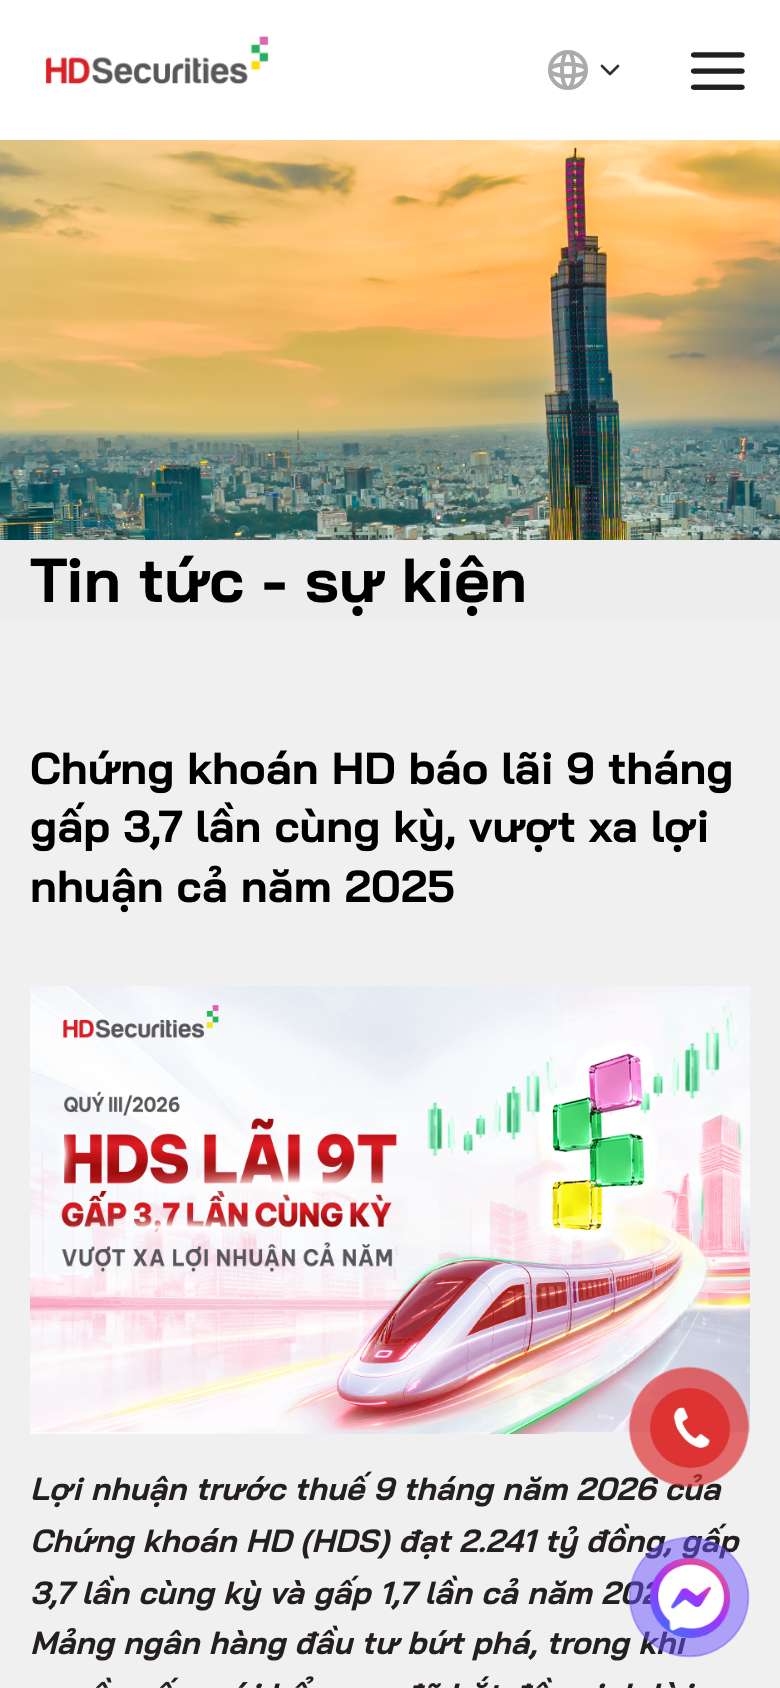 HDSecurities
Tin tức - sự kiện
Chứng khoán HD báo lãi 9 tháng
gấp 3,7 lần cùng kỳ, vượt xa lợi
nhuận cả năm 2025
HDSecurities
QUÝ III/2026
HDS LÃI 9T
GẤP 3,7 LẦN CÙNG KỲ
VƯỢT XA LỢI NHUẬN CẢ NĂM
Lợi nhuận trước thuế 9 tháng năm 2026 của
Chứng khoán HD (HDS) đạt 2.241 tỷ đồng, gấp
3,7 lần cùng kỳ và gấp 1,7 lần cả năm
Mảng ngân hàng đầu tư bứt phá, trong khi